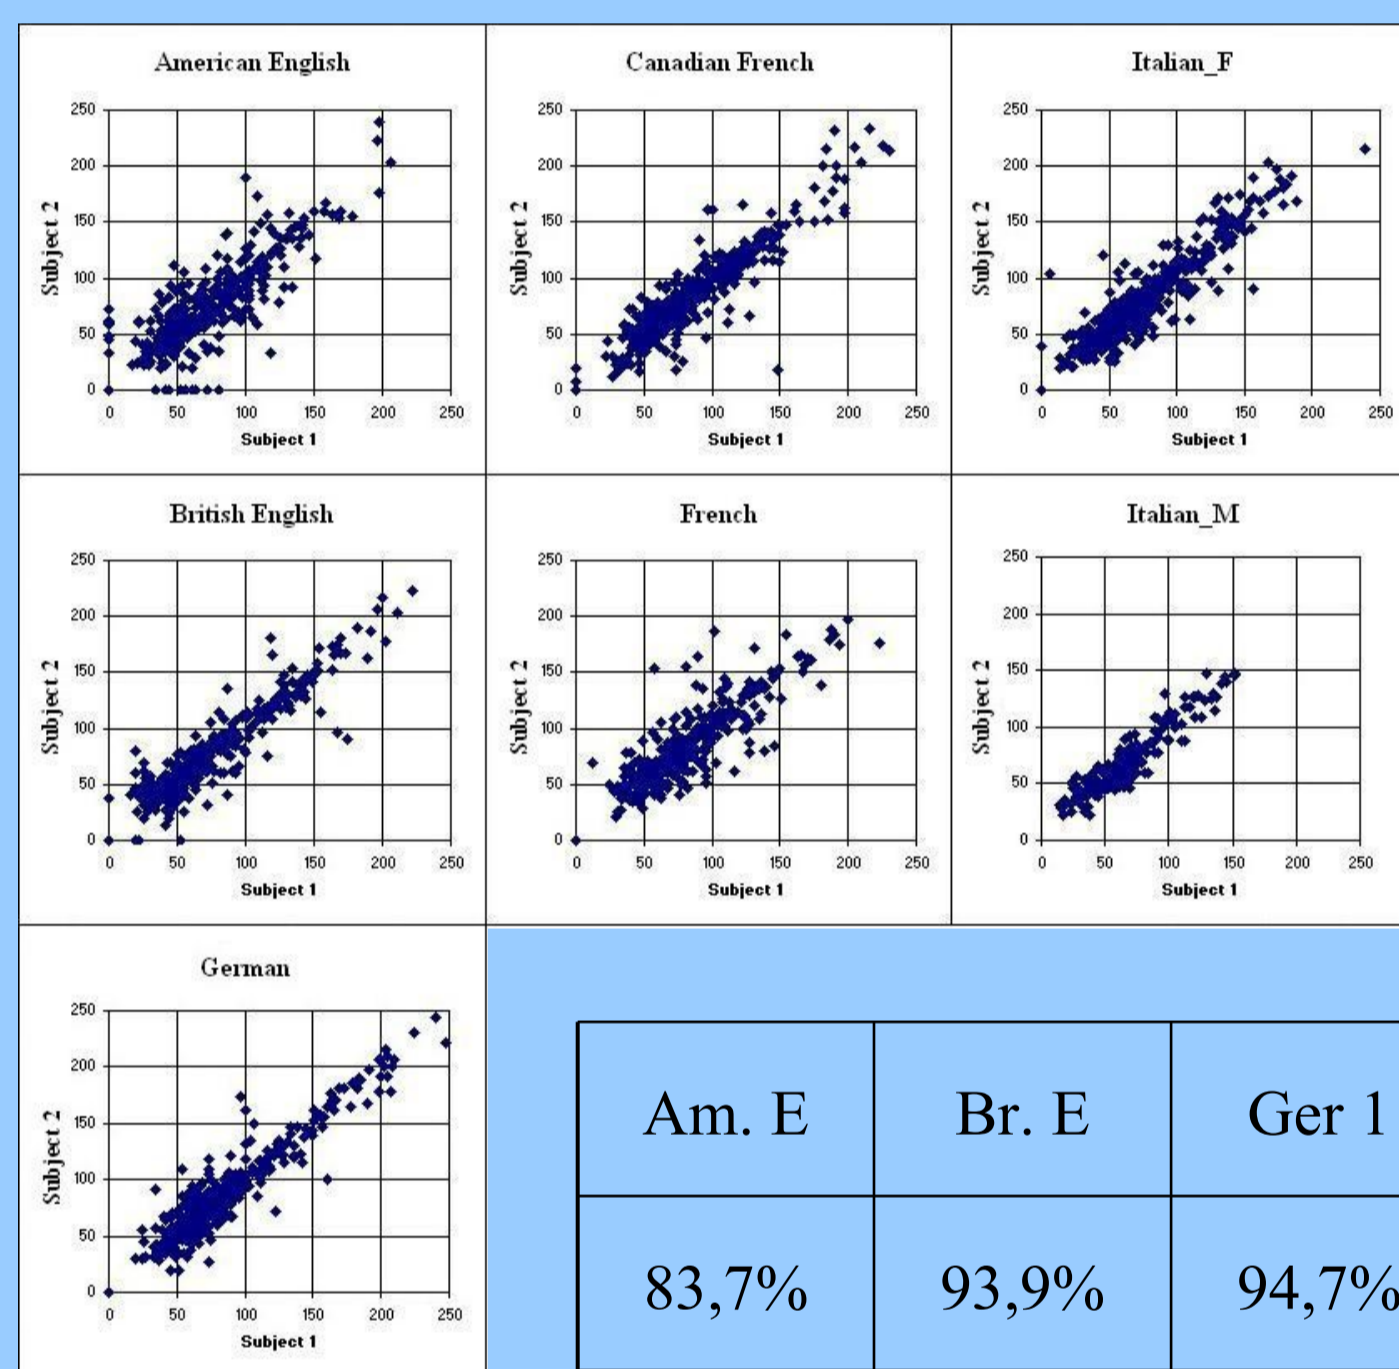 American English
250
200
150
100
50
0
Subject 2
0 50 100 150 200 250
Subject 1
Canadian French
250
200
150
100
50
0
Subject 2
0 50 100 150 200 250
Subject 1
Italian_F
250
200
150
100
50
0
Subject 2
0 50 100 150 200 250
Subject 1
British English
250
200
150
100
50
0
Subject 2
0 50 100 150 200 250
Subject 1
French
250
200
150
100
50
0
Subject 2
0 50 100 150 200 250
Subject 1
Italian_M
250
200
150
100
50
0
Subject 2
0 50 100 150 200 250
Subject 1
German
250
200
150
100
50
0
Subject 2
0 50 100 150 200 250
Subject 1
Am. E Br. E Ger 1
83,7% 93,9% 94,7%